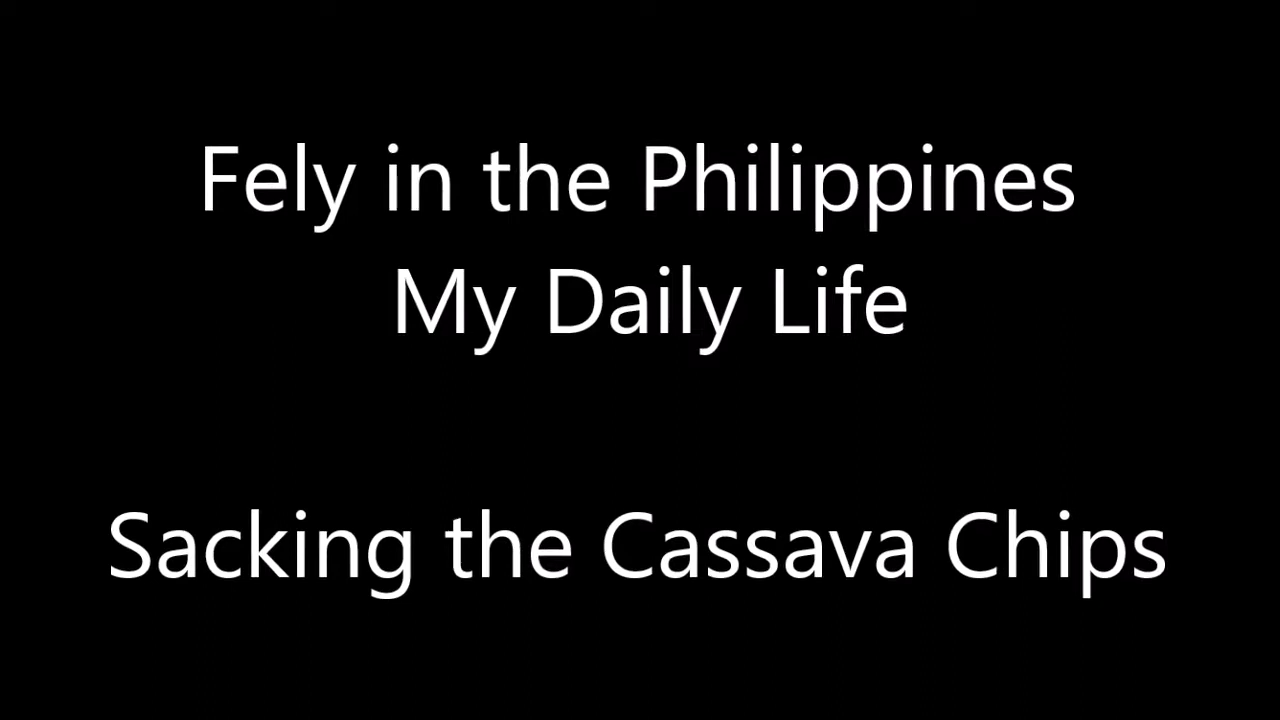 Fely in the Philippines
My Daily Life
Sacking the Cassava Chips